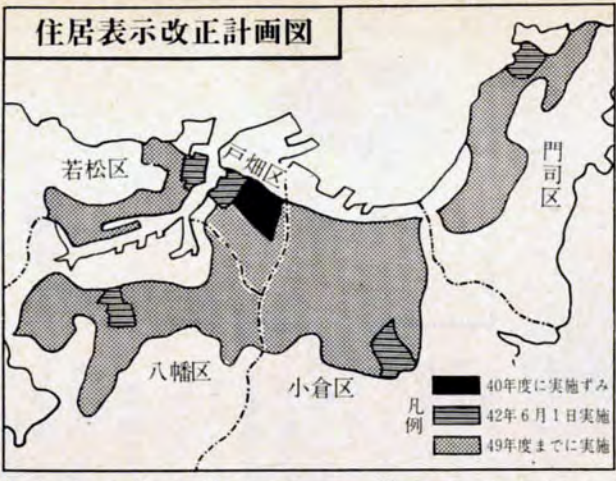 住居表示改正計画図
若松区
戸畑区
門司区
八幡区
小倉区
凡例
40年度に実施ずみ
42年6月1日実施
49年度までに実施